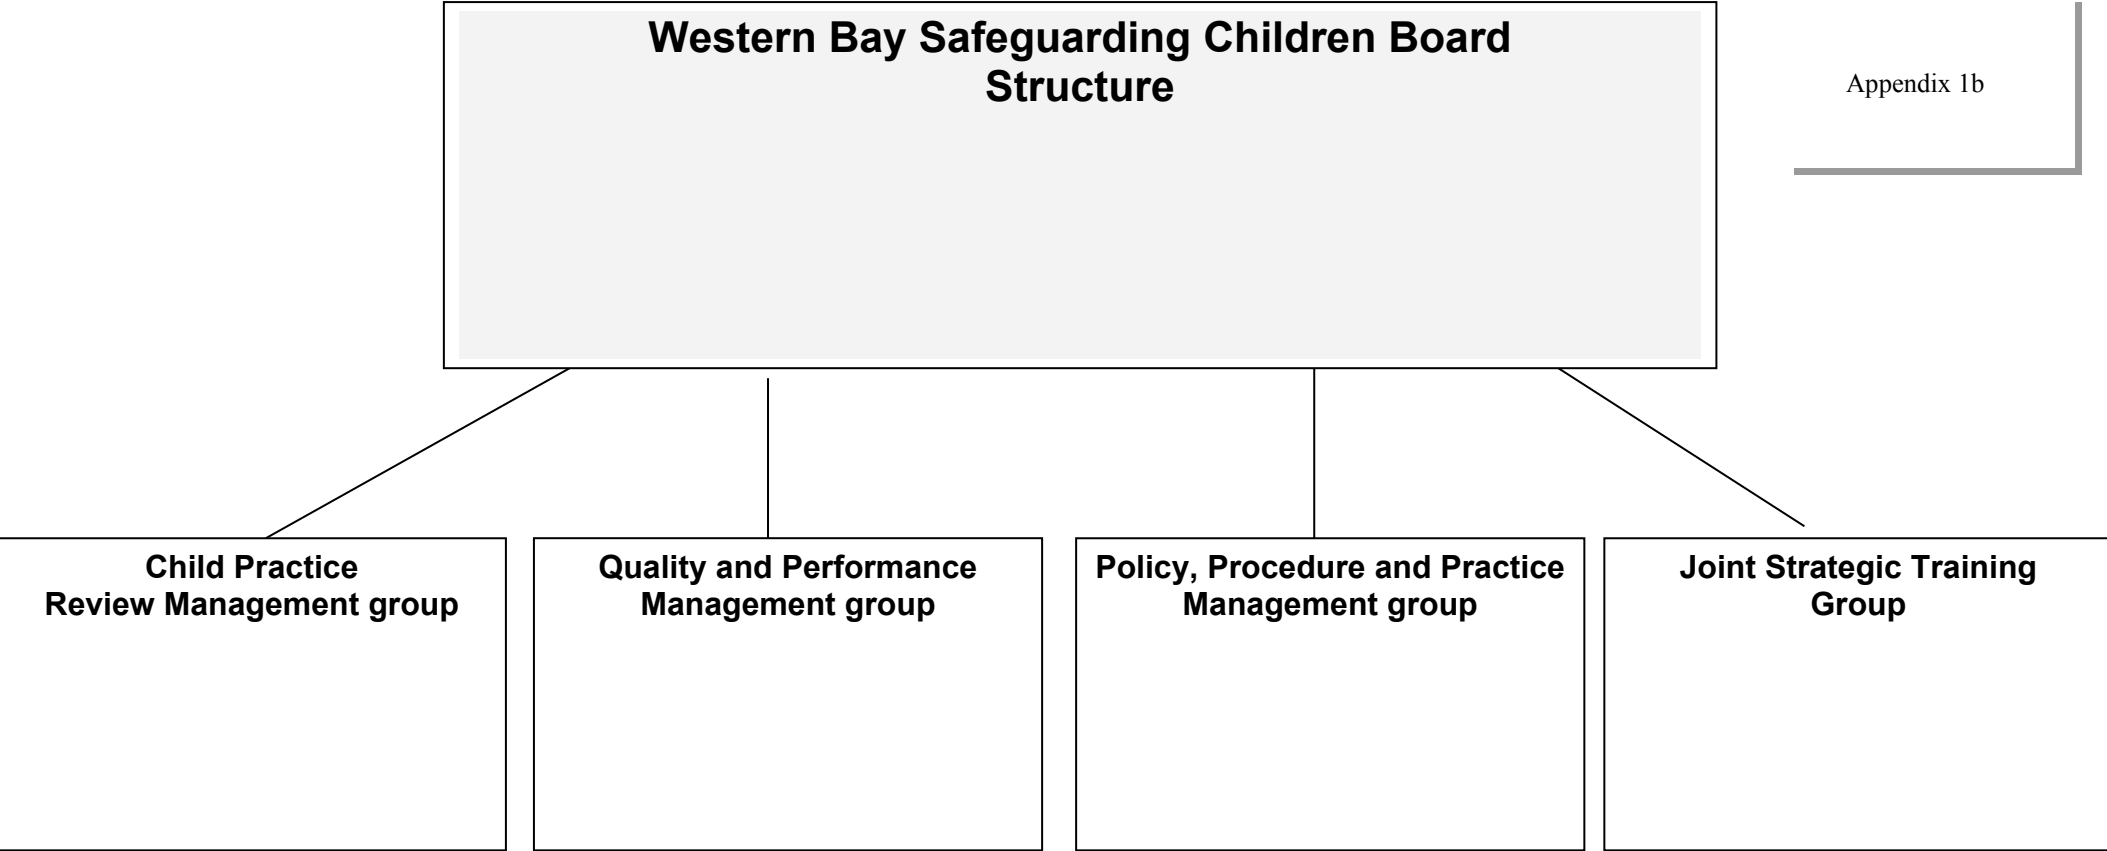 Western Bay Safeguarding Children Board
Structure
Appendix 1b
Child Practice
Review Management group
Quality and Performance
Management group
Policy, Procedure and Practice
Management group
Joint Strategic Training
Group